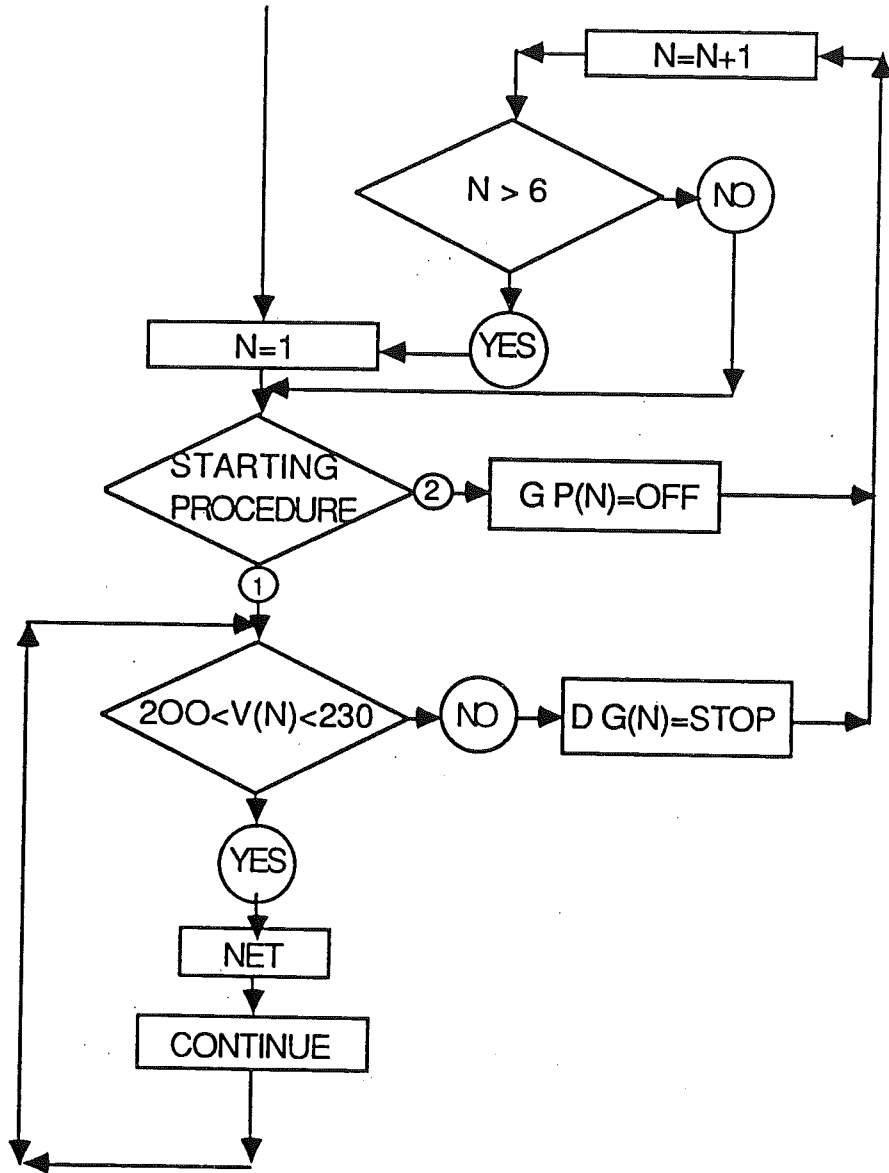 N=N+1
N > 6
NO
N=1
YES
STARTING
PROCEDURE
2
G P(N)=OFF
1
200<V(N)<230
NO
D G(N)=STOP
YES
NET
CONTINUE